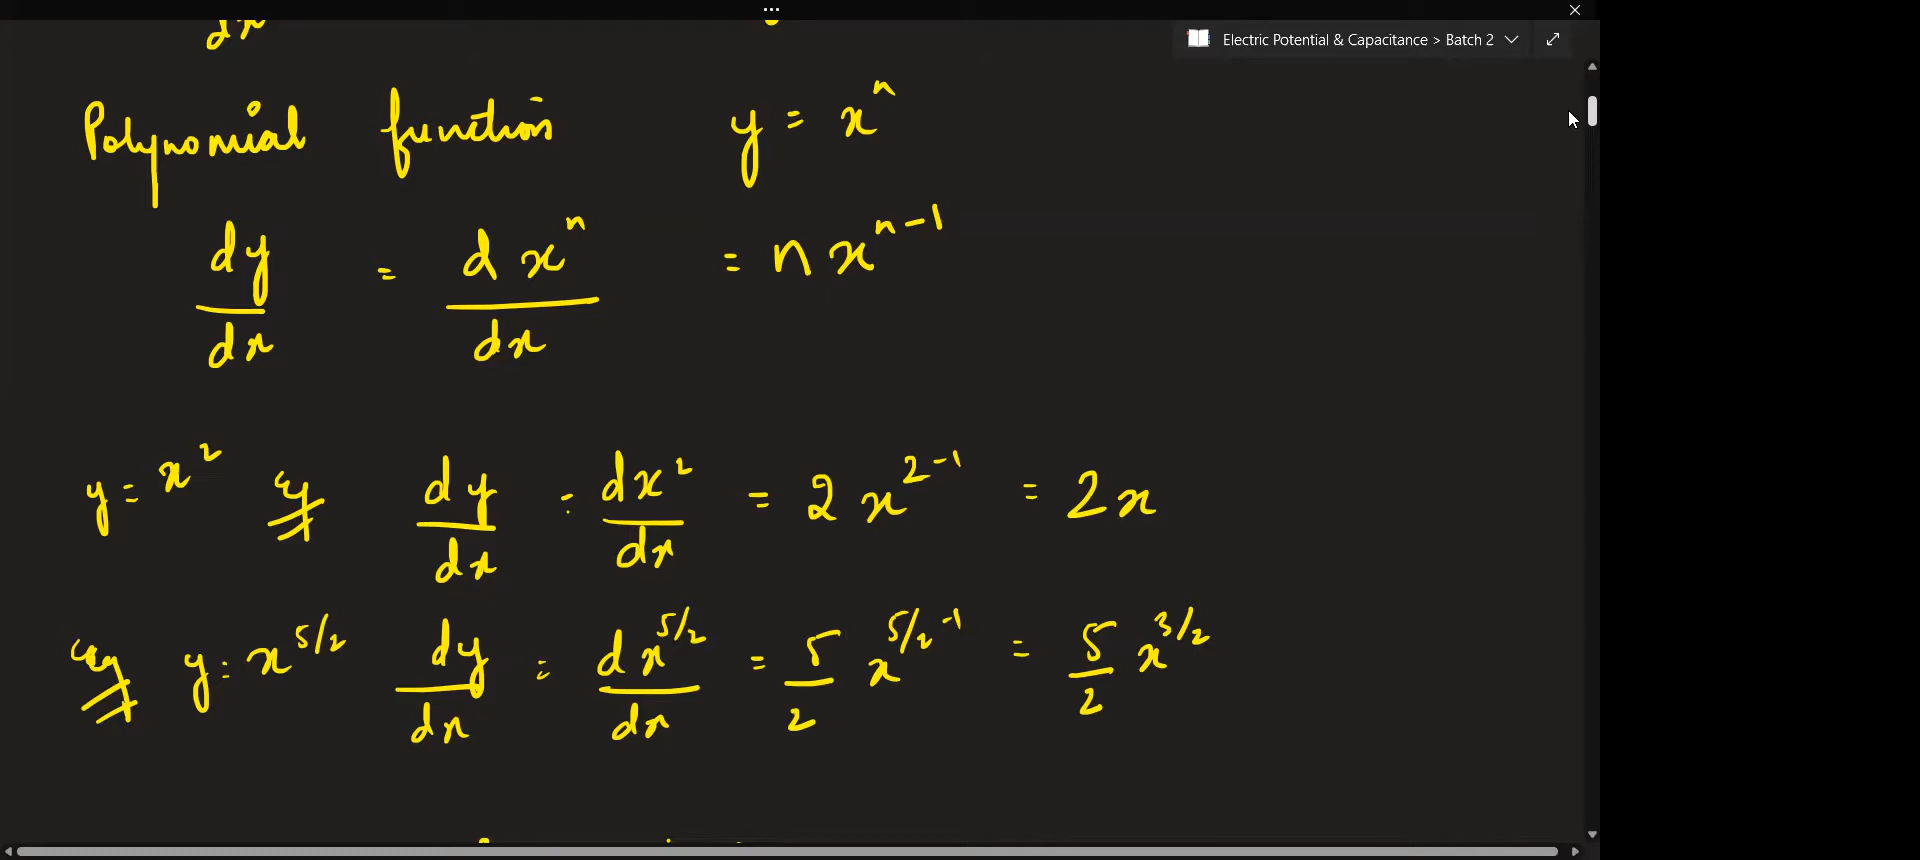 ...
Electric Potential & Capacitance > Batch 2
dx
Polynomial function y = x^n
dy/dx = d x^n/dx = n x^(n-1)
y = x^2 eg dy/dx = dx^2/dx = 2 x^(2-1) = 2x
eg y = x^(5/2) dy/dx = d x^(5/2)/dx = 5/2 x^(5/2-1) = 5/2 x^(3/2)